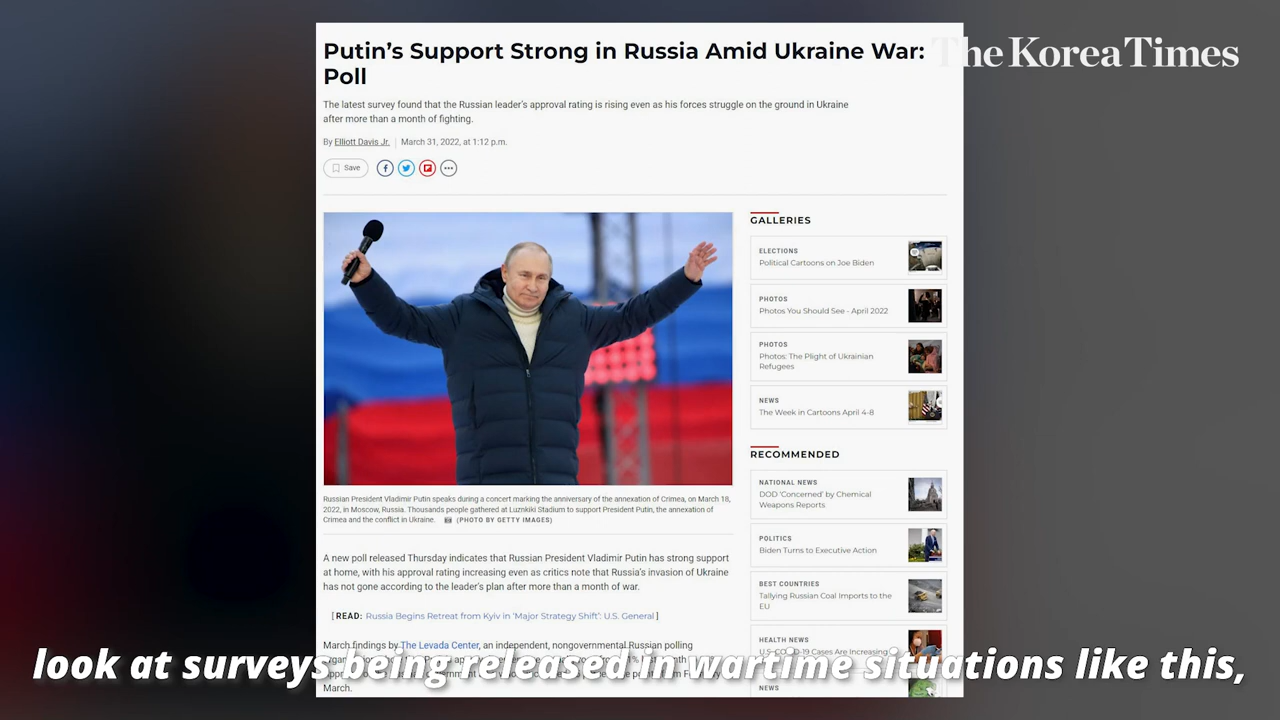 The Korea Times
Putin’s Support Strong in Russia Amid Ukraine War:
Poll
The latest survey found that the Russian leader’s approval rating is rising even as his forces struggle on the ground in Ukraine
after more than a month of fighting.
By Elliott Davis Jr. | March 31, 2022, at 1:12 p.m.
Save
Russian President Vladimir Putin speaks during a concert marking the anniversary of the annexation of Crimea, on March 18,
2022, in Moscow, Russia. Thousands people gathered at Luzhkiki Stadium to support President Putin, the annexation of
Crimea and the conflict in Ukraine. (PHOTO BY GETTY IMAGES)
A new poll released Thursday indicates that Russian President Vladimir Putin has strong support
at home, with his approval rating increasing even as critics note that Russia’s invasion of Ukraine
has not gone according to the leader’s plan after more than a month of war.
[READ: Russia Begins Retreat from Kyiv in ‘Major Strategy Shift’: U.S. General]
March findings by The Levada Center, an independent, nongovernmental Russian polling
March.
GALLERIES
ELECTIONS
Political Cartoons on Joe Biden
PHOTOS
Photos You Should See - April 2022
PHOTOS
Photos: The Plight of Ukrainian
Refugees
NEWS
The Week in Cartoons April 4-8
RECOMMENDED
NATIONAL NEWS
DOD ‘Concerned’ by Chemical
Weapons Reports
POLITICS
Biden Turns to Executive Action
BEST COUNTRIES
Tallying Russian Coal Imports to the
EU
HEALTH NEWS
U.S. COVID-19 Cases Are Increasing
NEWS
look at surveys being released in wartime situations like this,